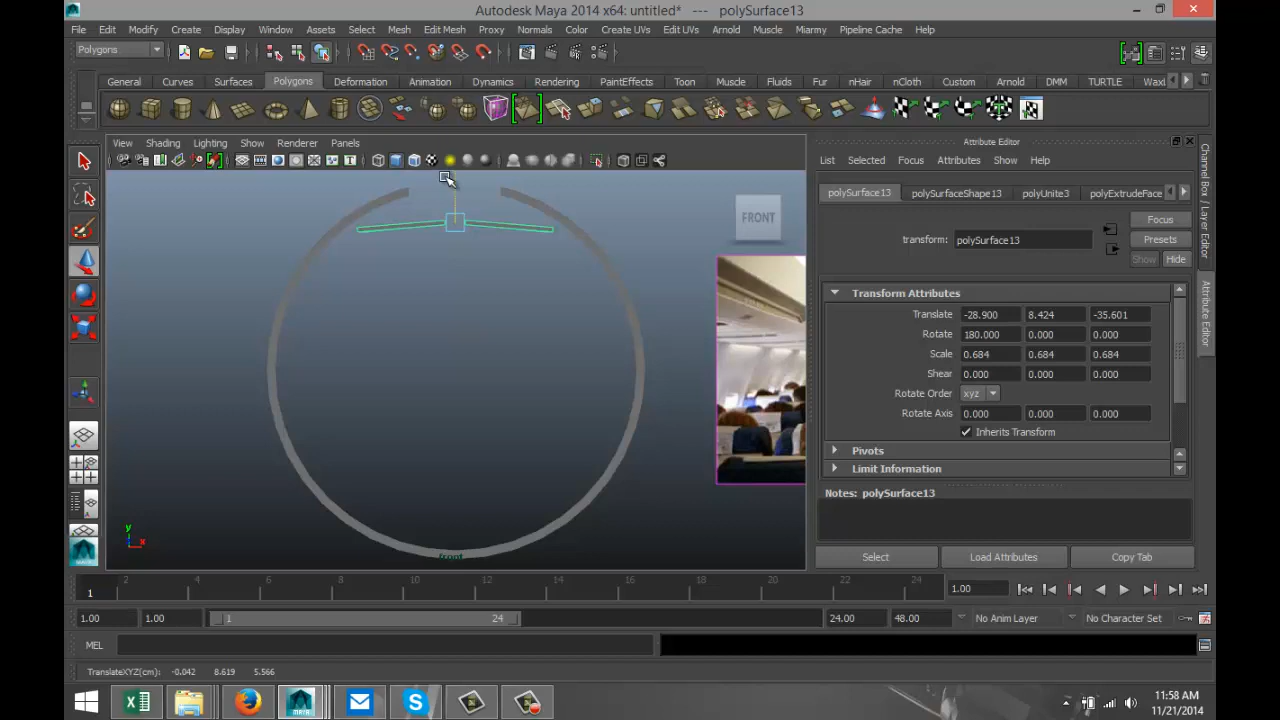 Autodesk Maya 2014 x64: untitled* --- polySurface13
File Edit Modify Create Display Window Assets Select Mesh Edit Mesh Proxy Normals Color Create UVs Edit UVs Arnold Muscle Pipeline Cache Help
Polygons
General Curves Surfaces Polygons Deformation Animation Dynamics Rendering PaintEffects Toon Muscle Fluids Fur nHair nCloth Custom Arnold DMM TURTLE Waxl
View Shading Lighting Show Renderer Panels
FRONT
front
y
x
Attribute Editor
List Selected Focus Attributes Show Help
polySurface13 polySurfaceShape13 polyUnite3 polyExtrudeFace
Focus
transform: polySurface13
Presets
Show Hide
Transform Attributes
Translate -28.900 8.424 -35.601
Rotate 180.000 0.000 0.000
Scale 0.684 0.684 0.684
Shear 0.000 0.000 0.000
Rotate Order xyz
Rotate Axis 0.000 0.000 0.000
Inherits Transform
Pivots
Limit Information
Notes: polySurface13
Select Load Attributes Copy Tab
Channel Box / Layer Editor
Attribute Editor
2 4 6 8 10 12 14 16 18 20 22 24
1
1.00
1.00 1.00 1 24 24.00 48.00 No Anim Layer No Character Set
MEL
TranslateXYZ(cm): -0.042 8.619 5.566
11:58 AM
11/21/2014